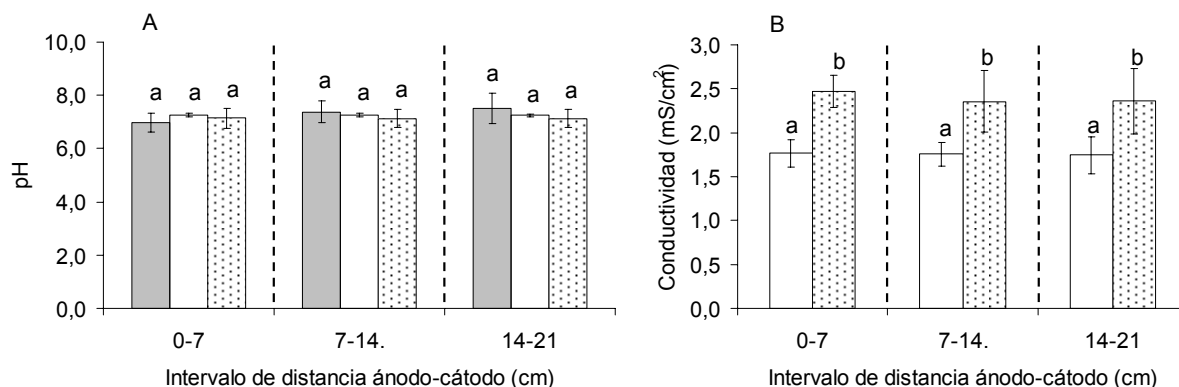 A
10,0
8,0
6,0
4,0
2,0
0,0
pH
a a a
a a a
a a a
0-7
7-14.
14-21
Intervalo de distancia ánodo-cátodo (cm)
B
3,0
2,5
2,0
1,5
1,0
0,5
0,0
Conductividad (mS/cm²)
a b
a b
a b
0-7
7-14.
14-21
Intervalo de distancia ánodo-cátodo (cm)